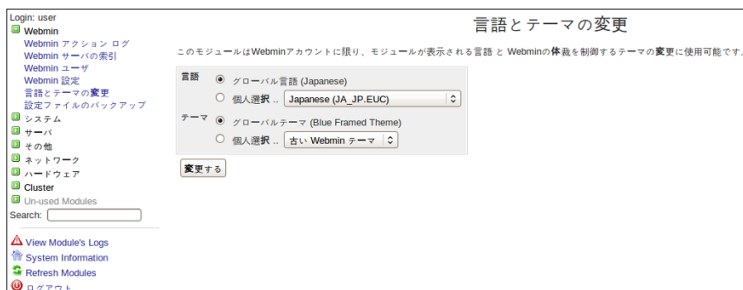 Login: user
Webmin
Webmin アクション ログ
Webmin サーバの索引
Webmin ユーザ
Webmin 設定
言語とテーマの変更
設定ファイルのバックアップ
システム
サーバ
その他
ネットワーク
ハードウェア
Cluster
Un-used Modules
Search:
View Module's Logs
System Information
Refresh Modules
ログアウト
言語とテーマの変更
このモジュールはWebminアカウントに限り、モジュールが表示される言語 と Webminの体裁を制御するテーマの変更に使用可能です。
言語
グローバル言語 (Japanese)
個人選択 .. Japanese (JA_JP.EUC)
テーマ
グローバルテーマ (Blue Framed Theme)
個人選択 .. 古い Webmin テーマ
変更する